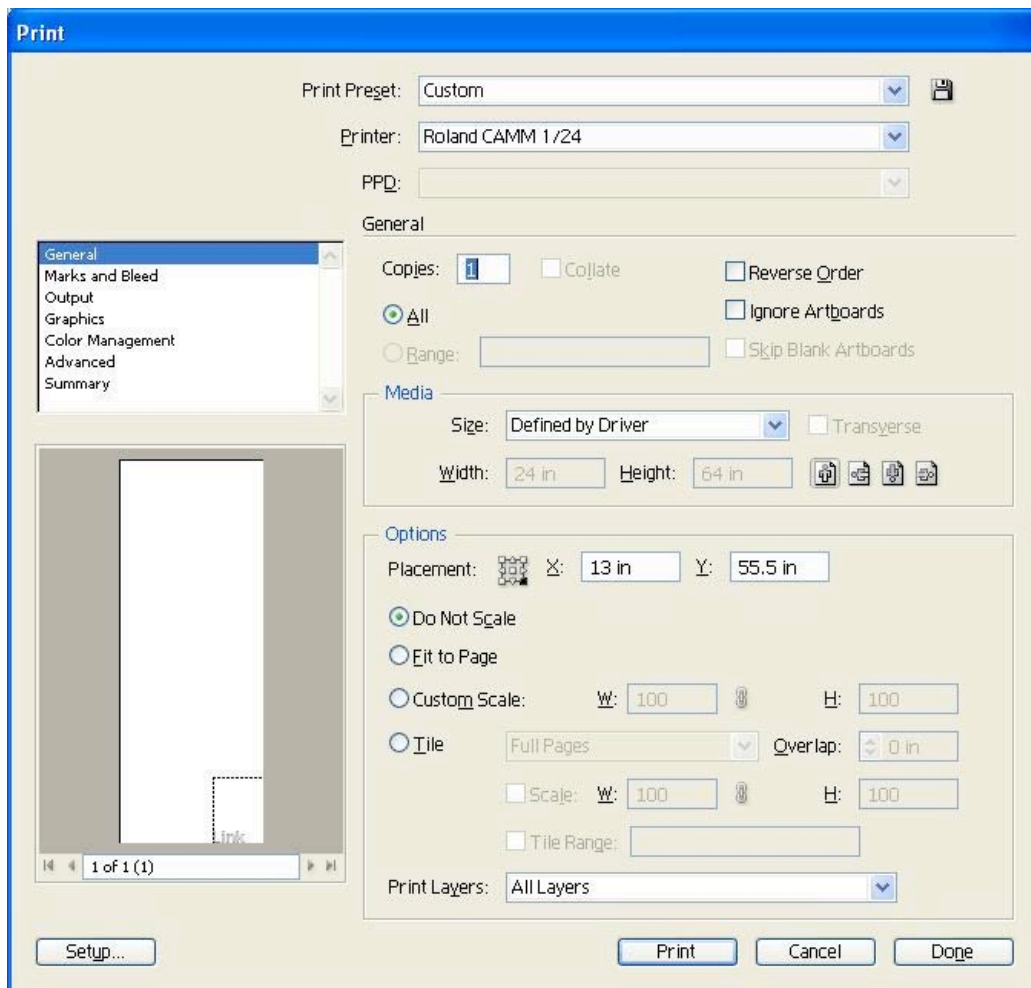 Print
Print Preset: Custom
Printer: Roland CAMM 1/24
PPD:
General
General
Marks and Bleed
Output
Graphics
Color Management
Advanced
Summary
Copies: 1 Collate Reverse Order
All Ignore Artboards
Range: Skip Blank Artboards
Media
Size: Defined by Driver Transverse
Width: 24 in Height: 64 in
Options
Placement: X: 13 in Y: 55.5 in
Do Not Scale
Fit to Page
Custom Scale: W: 100 H: 100
Tile Full Pages Overlap: 0 in
Scale: W: 100 H: 100
Tile Range:
Print Layers: All Layers
Link
1 of 1 (1)
Setup... Print Cancel Done